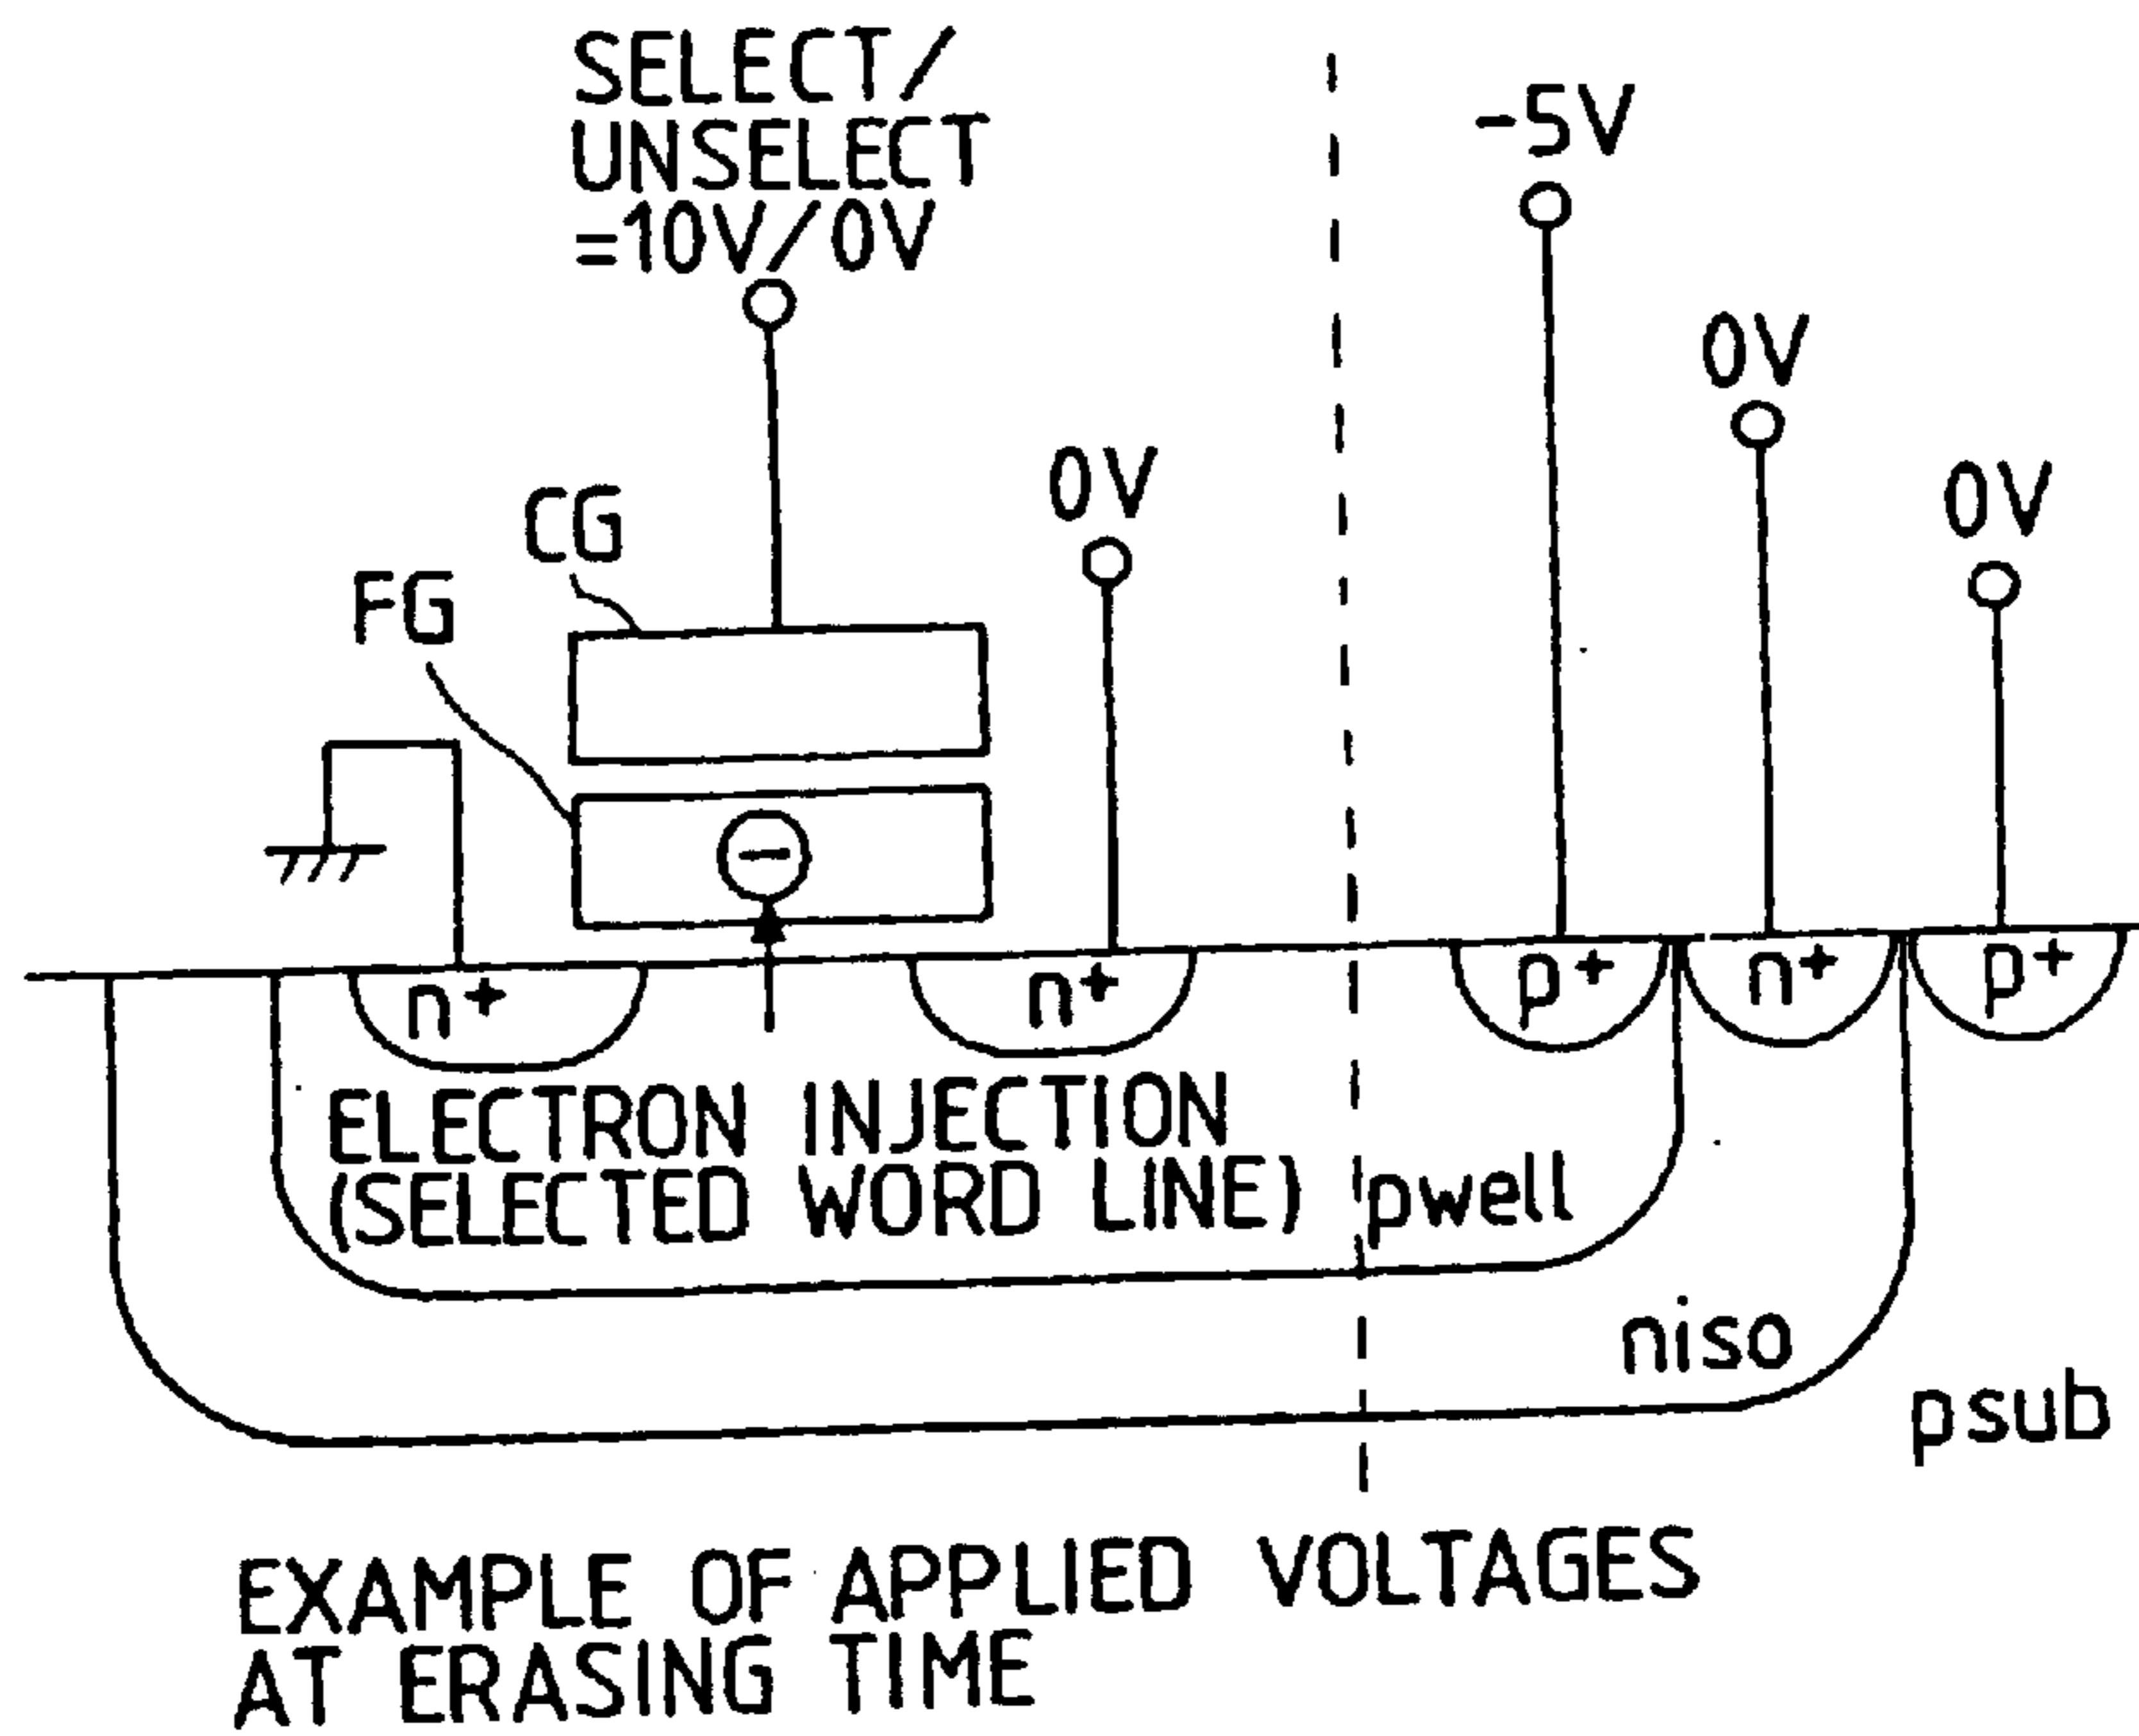 SELECT/
UNSELECT
=10V/0V
-5V
0V
0V
0V
CG
FG
n+
n+
p+
n+
p+
ELECTRON INJECTION
(SELECTED WORD LINE)
pwell
niso
psub
EXAMPLE OF APPLIED VOLTAGES
AT ERASING TIME